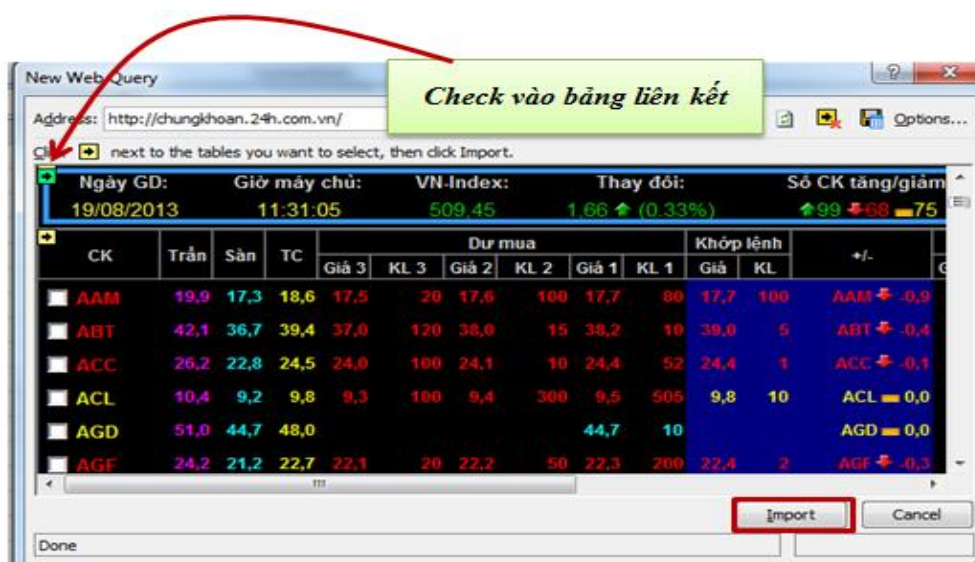 New Web Query
Check vào bảng liên kết
Address: http://chungkhoan.24h.com.vn/
Options...
next to the tables you want to select, then click Import.
Ngày GD: Giờ máy chủ: VN-Index: Thay đổi: Số CK tăng/giảm
19/08/2013 11:31:05 509,45 1,66 (0.33%) 99 68 75
CK Trần Sàn TC Dư mua Khớp lệnh +/-
Giá 3 KL 3 Giá 2 KL 2 Giá 1 KL 1 Giá KL
AAM 19,9 17,3 18,6 17,5 20 17,6 100 17,7 80 17,7 100 AAM -0,9
ABT 42,1 36,7 39,4 37,0 120 38,0 15 38,2 10 39,0 5 ABT -0,4
ACC 26,2 22,8 24,5 24,0 100 24,1 10 24,4 52 24,4 1 ACC -0,1
ACL 10,4 9,2 9,8 9,3 100 9,4 300 9,5 505 9,8 10 ACL 0,0
AGD 51,0 44,7 48,0 44,7 10 AGD 0,0
AGF 24,2 21,2 22,7 22,1 20 22,2 50 22,3 200 22,4 2 AGF -0,3
Import Cancel
Done